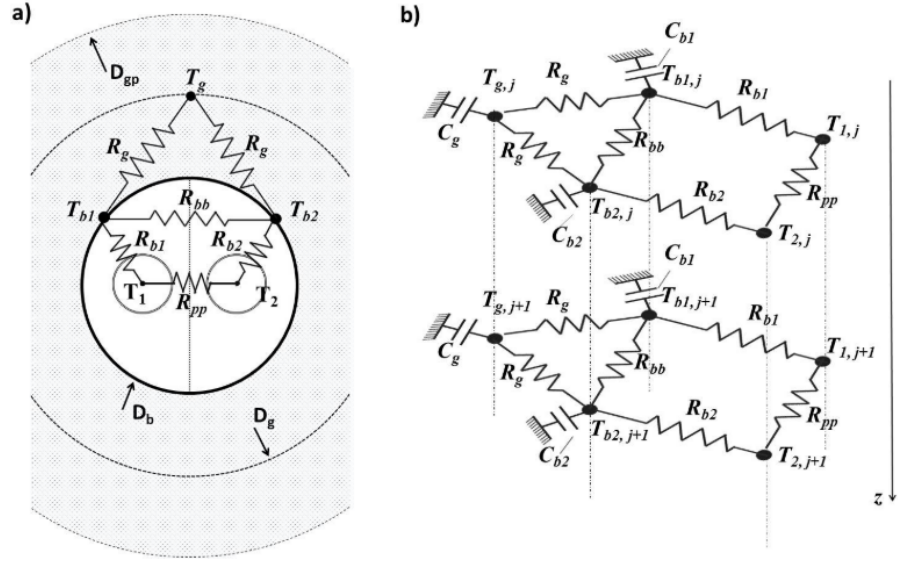 a)
D_gp
T_g
R_g
R_g
R_bb
T_b1
T_b2
R_b1
R_b2
T_1
T_2
R_pp
D_b
D_g
b)
C_b1
T_g, j
R_g
T_b1, j
R_b1
T_1, j
C_g
R_g
R_bb
R_pp
R_b2
C_b2
T_b2, j
T_2, j
C_b1
T_g, j+1
R_g
T_b1, j+1
R_b1
T_1, j+1
C_g
R_g
R_bb
R_pp
R_b2
C_b2
T_b2, j+1
T_2, j+1
z